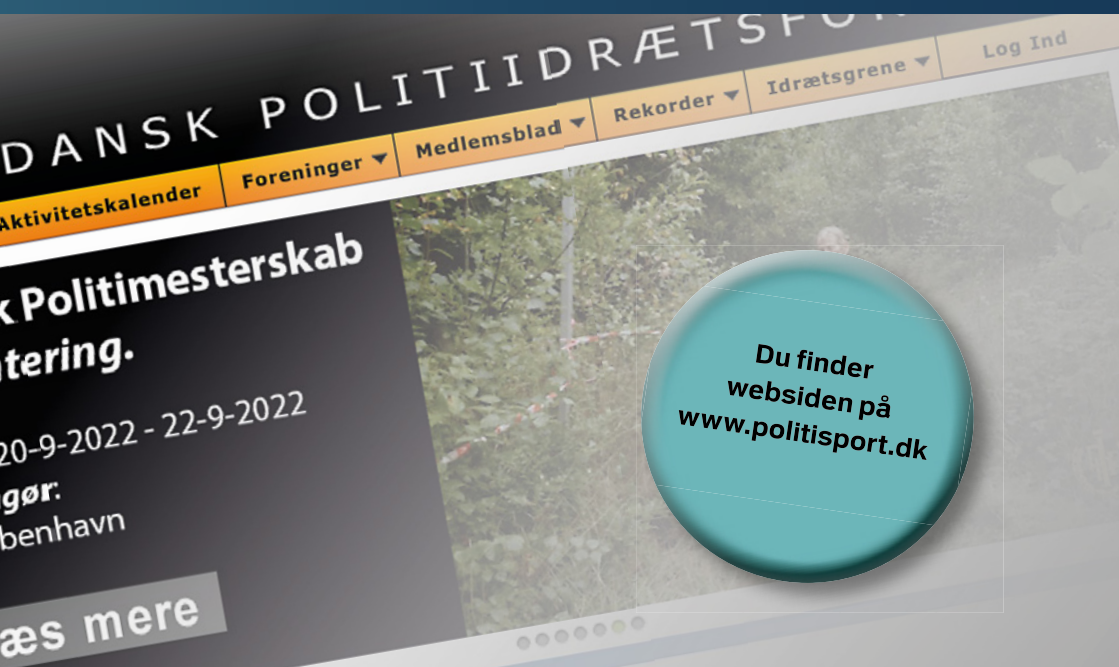 DANSK POLITIIDRÆTSFOR
Aktivitetskalender Foreninger Medlemsblad Rekorder Idrætsgrene Log Ind
k Politimesterskab
tering.
20-9-2022 - 22-9-2022
gør:
benhavn
æs mere
Du finder
websiden på
www.politisport.dk